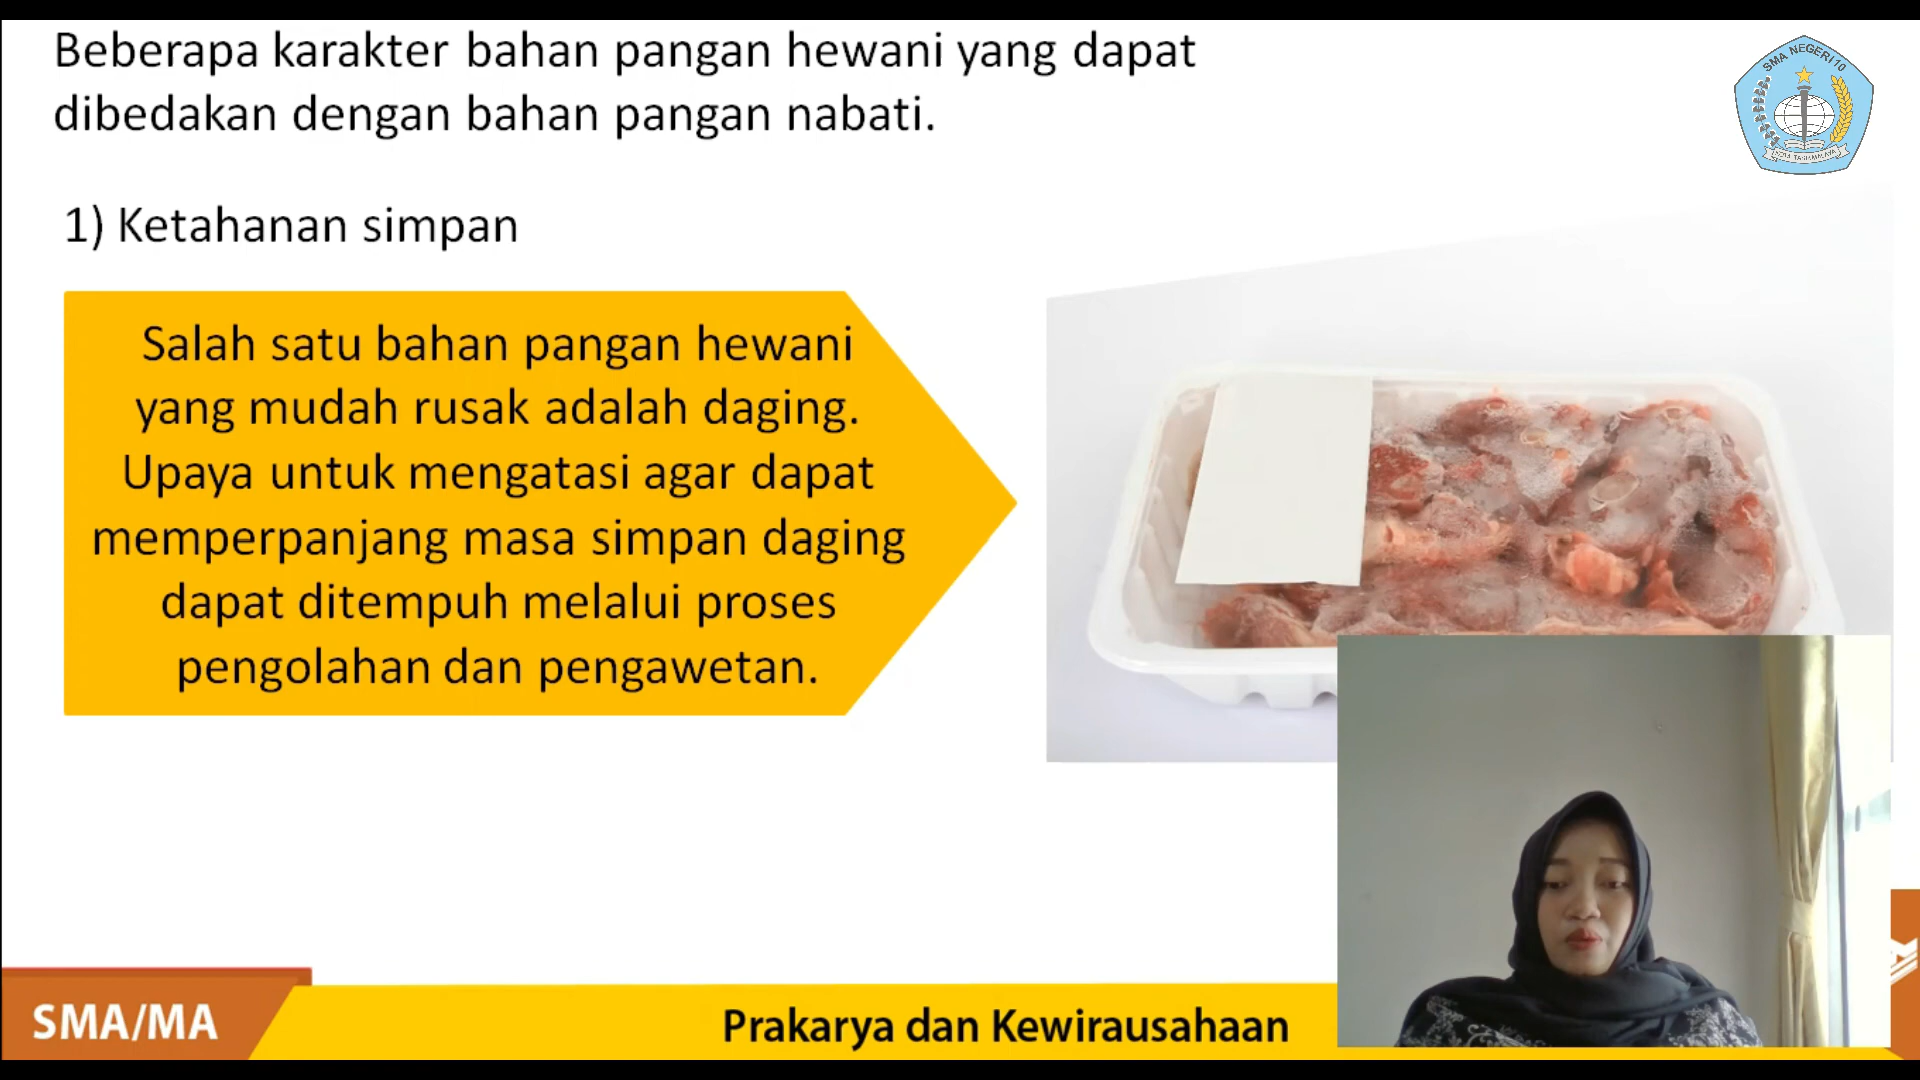 Beberapa karakter bahan pangan hewani yang dapat
dibedakan dengan bahan pangan nabati.
SMA NEGERI 10
KOTA TASIKMALAYA
1) Ketahanan simpan
Salah satu bahan pangan hewani
yang mudah rusak adalah daging.
Upaya untuk mengatasi agar dapat
memperpanjang masa simpan daging
dapat ditempuh melalui proses
pengolahan dan pengawetan.
SMA/MA
Prakarya dan Kewirausahaan